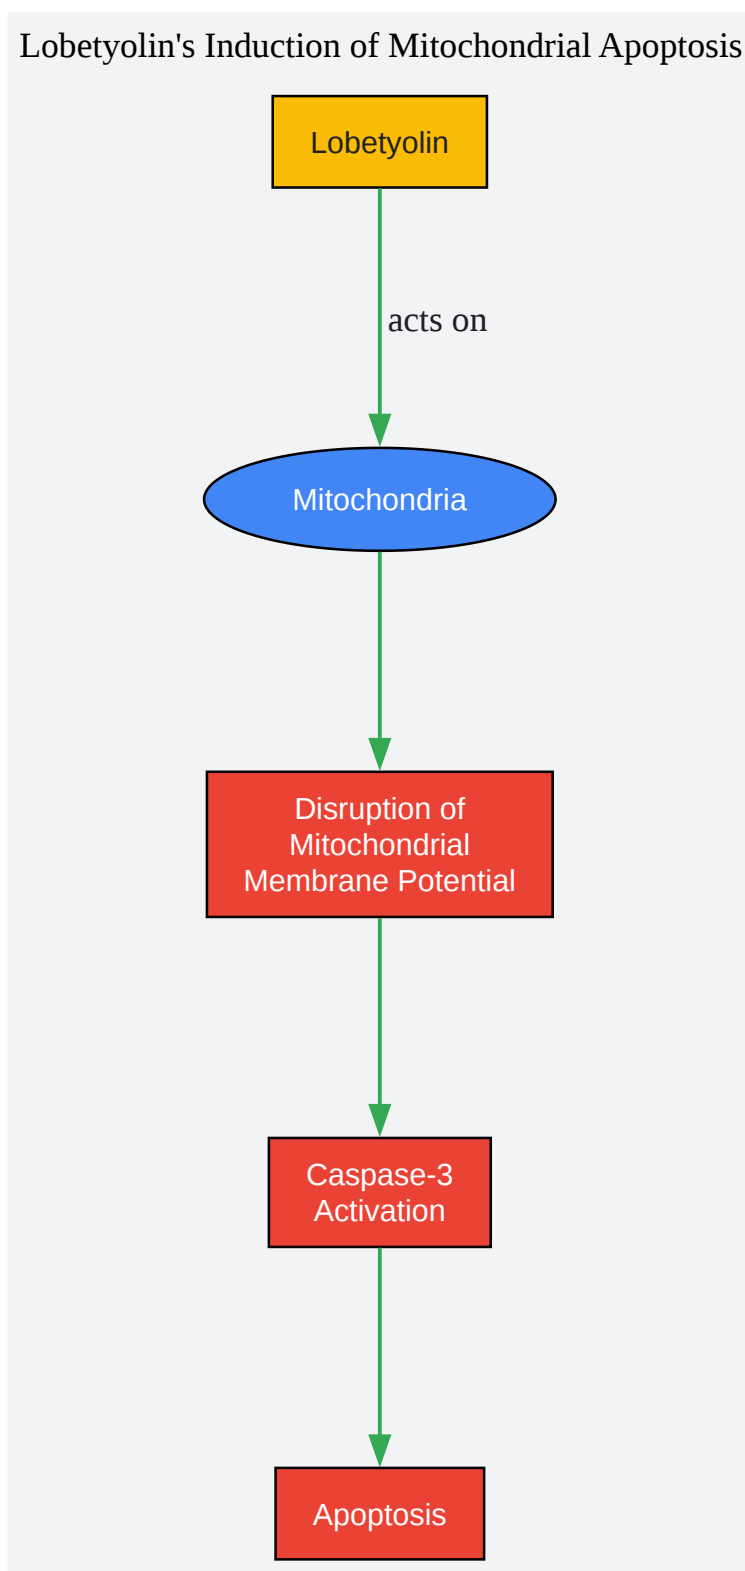 Lobetyolin's Induction of Mitochondrial Apoptosis
Lobetyolin
acts on
Mitochondria
Disruption of
Mitochondrial
Membrane Potential
Caspase-3
Activation
Apoptosis